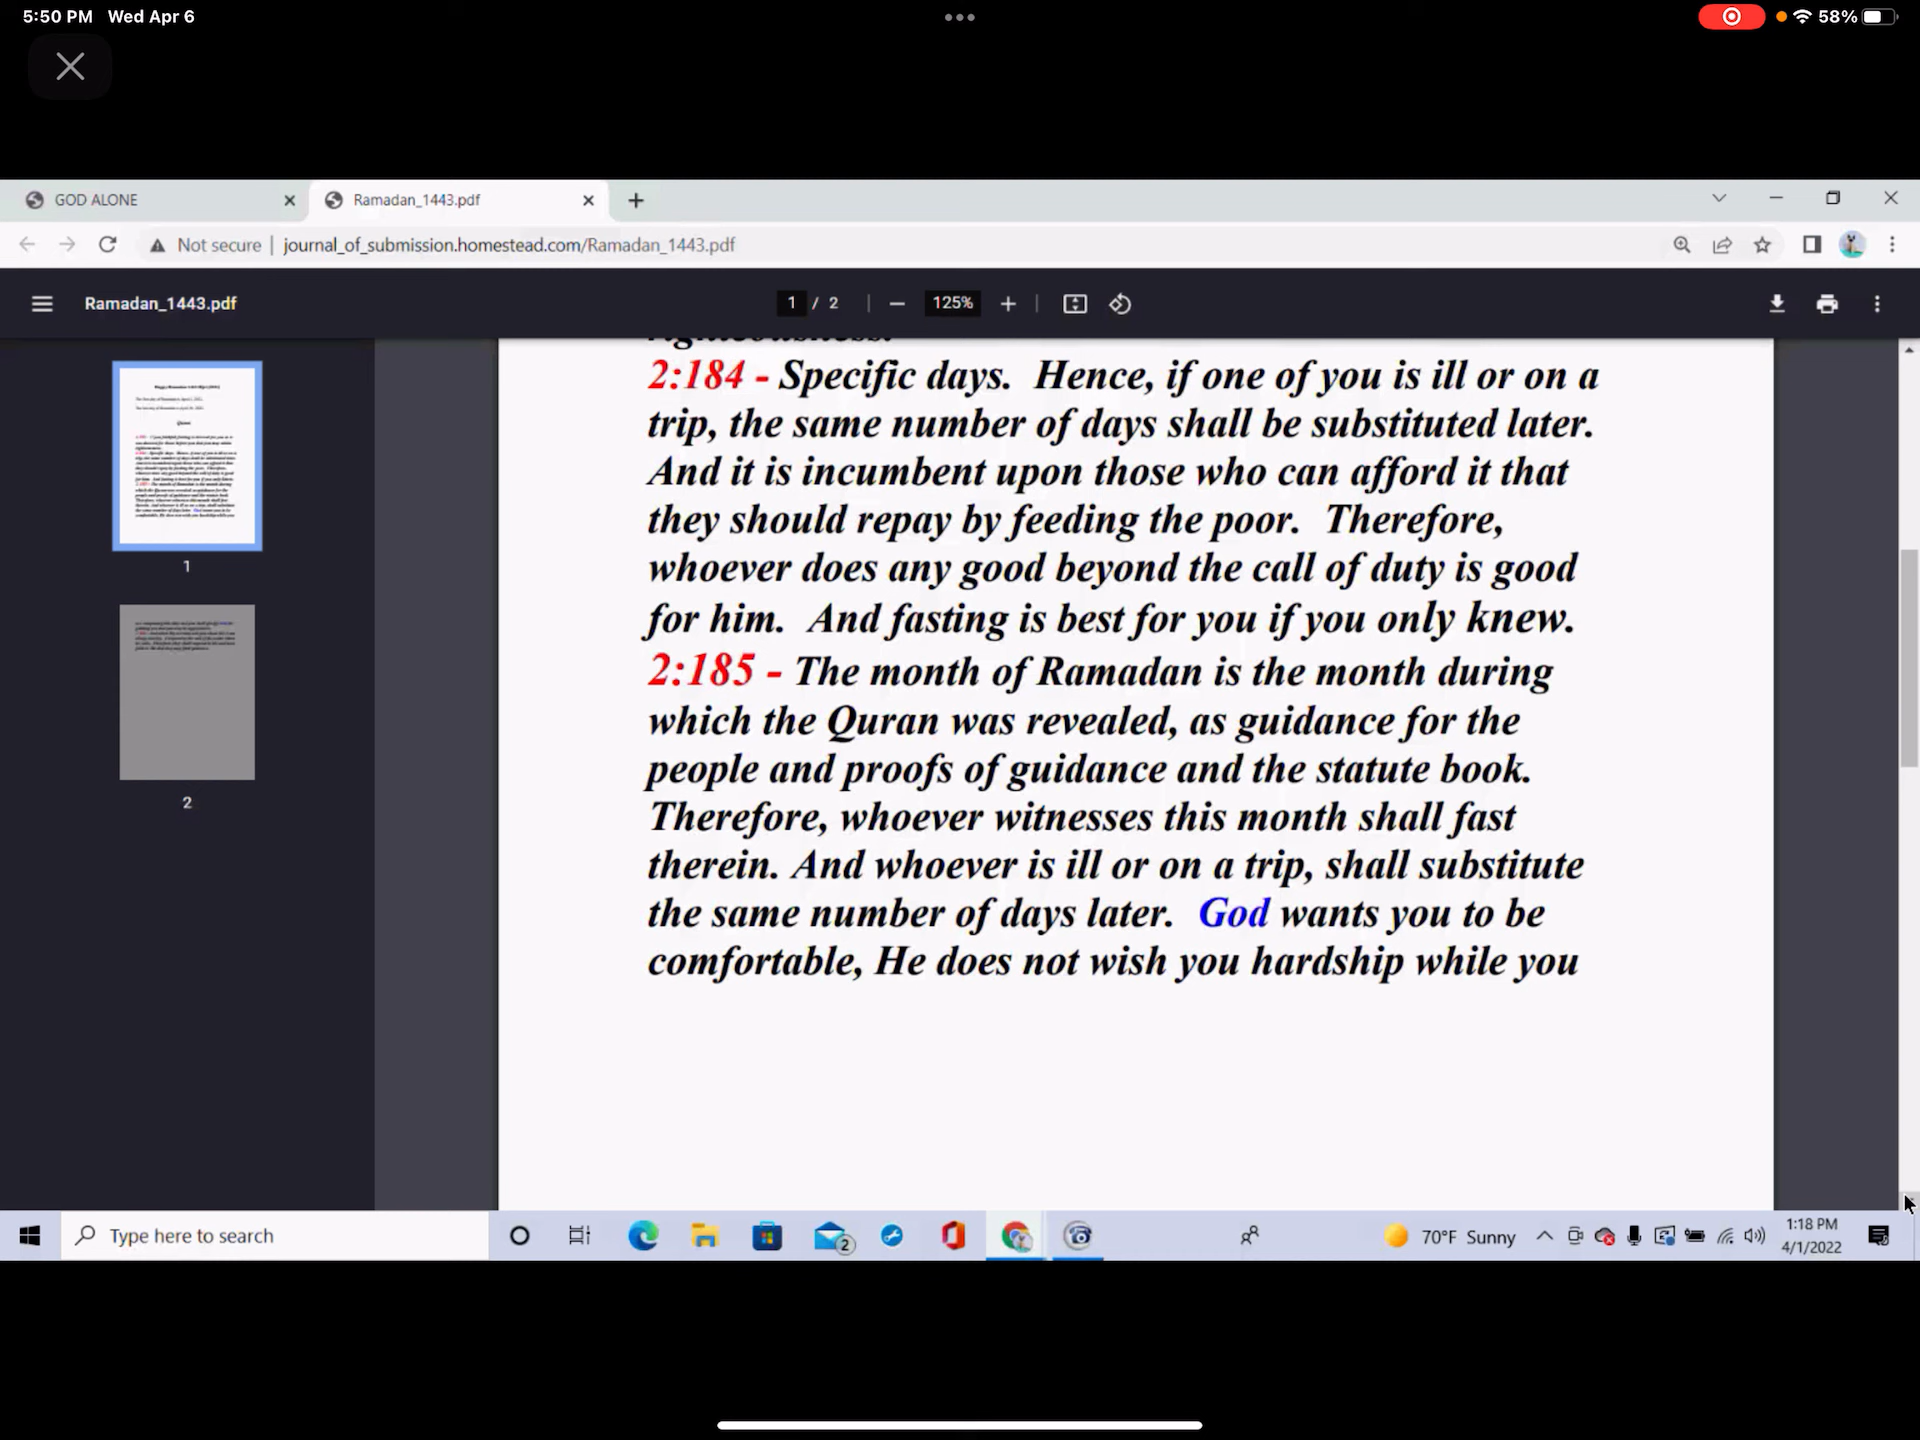 5:50 PM Wed Apr 6
58%
GOD ALONE
Ramadan_1443.pdf
Not secure | journal_of_submission.homestead.com/Ramadan_1443.pdf
Ramadan_1443.pdf
1 / 2
125%
righteousness.
2:184 - Specific days. Hence, if one of you is ill or on a
trip, the same number of days shall be substituted later.
And it is incumbent upon those who can afford it that
they should repay by feeding the poor. Therefore,
whoever does any good beyond the call of duty is good
for him. And fasting is best for you if you only knew.
2:185 - The month of Ramadan is the month during
which the Quran was revealed, as guidance for the
people and proofs of guidance and the statute book.
Therefore, whoever witnesses this month shall fast
therein. And whoever is ill or on a trip, shall substitute
the same number of days later. God wants you to be
comfortable, He does not wish you hardship while you
1
2
Type here to search
2
70°F Sunny
1:18 PM
4/1/2022